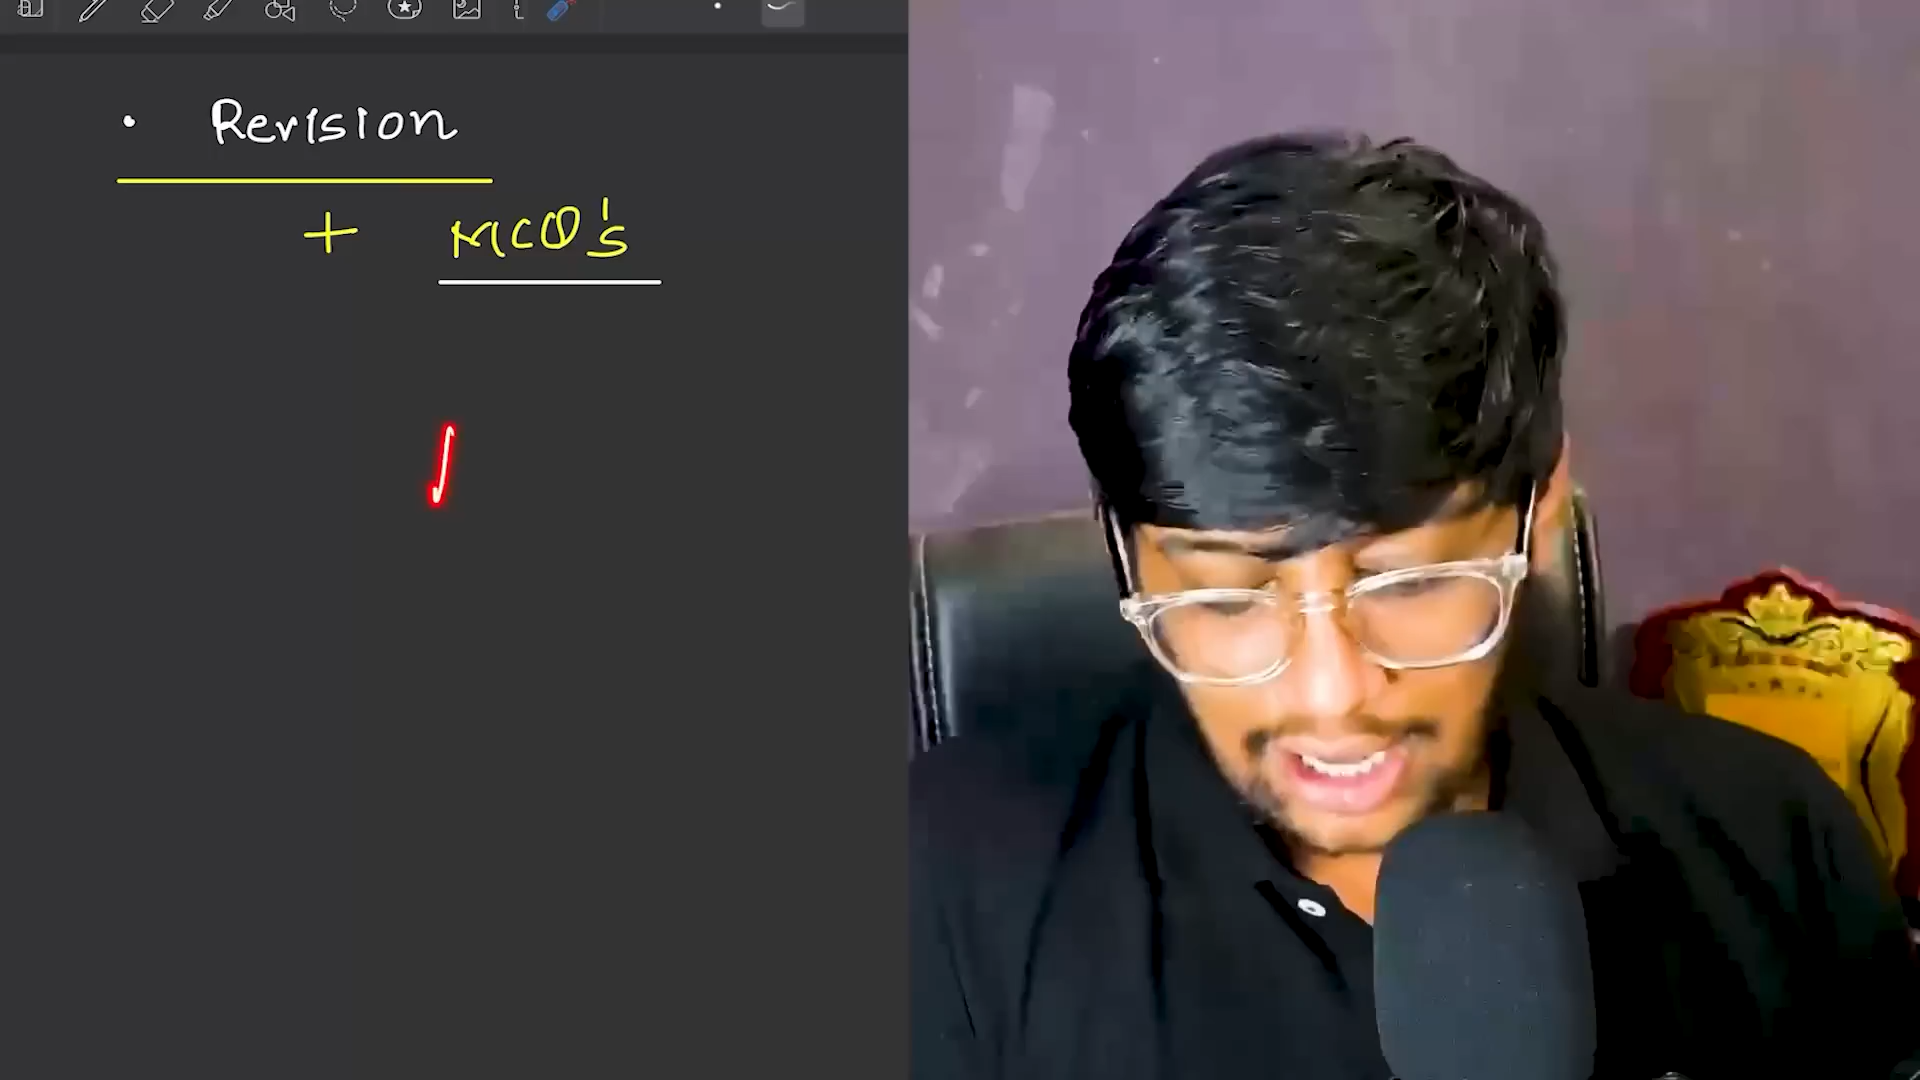 • Revision
+ MCQ's